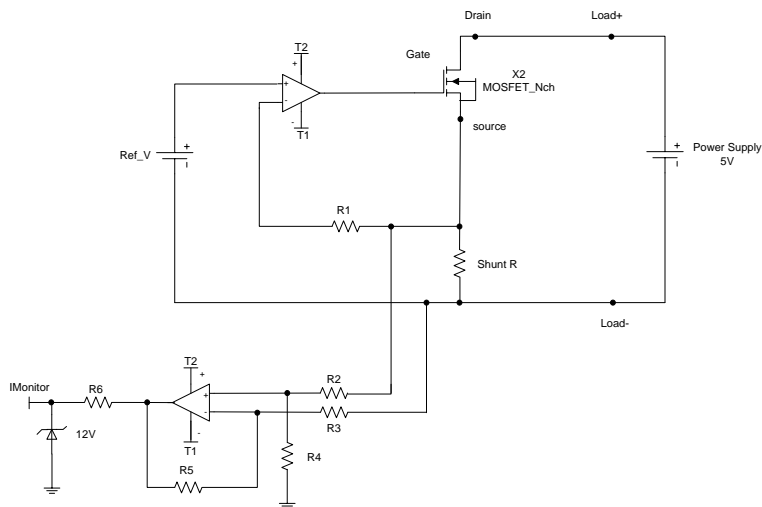 Drain
Load+
T2
Gate
+
X2
MOSFET_Nch
+
-
-
T1
source
Ref_V
+
Power Supply
5V
+
R1
Shunt R
Load-
T2
+
IMonitor
R6
R2
+
-
R3
12V
-
T1
R4
R5